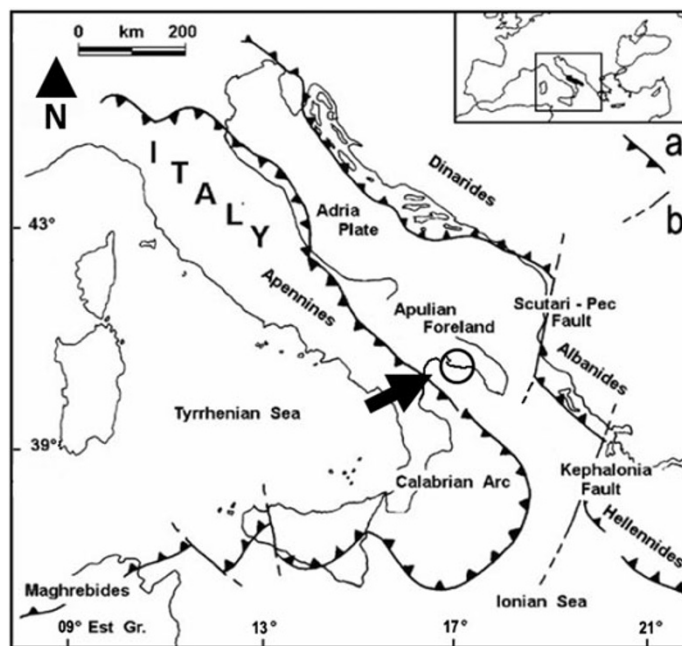 0 km 200
N
a
b
I
T
A
L
Y
Dinarides
43°
Adria
Plate
Apennines
Apulian
Foreland
Scutari - Pec
Fault
Albanides
Tyrrhenian Sea
39°
Calabrian Arc
Kephalonia
Fault
Hellennides
Maghrebides
Ionian Sea
09° Est Gr. 13° 17° 21°